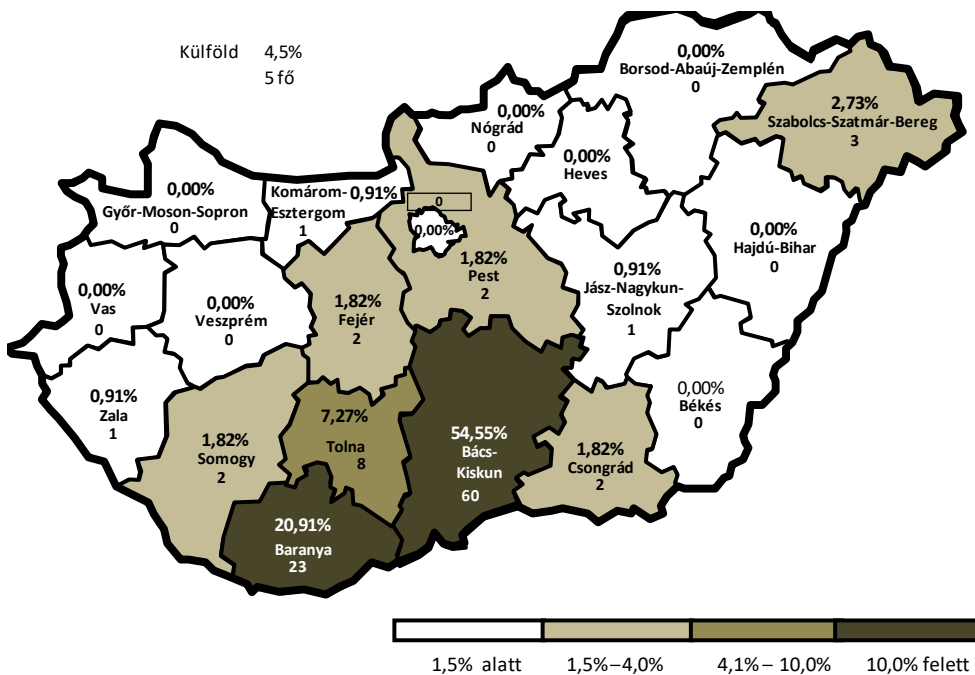 Külföld 4,5%
5 fő
0,00%
Borsod-Abaúj-Zemplén
0
2,73%
Szabolcs-Szatmár-Bereg
3
0,00%
Nógrád
0
0,00%
Heves
0,00%
Győr-Moson-Sopron
0
Komárom- 0,91%
Esztergom
1
0
0,00%
0,00%
Hajdú-Bihar
0
1,82%
Pest
2
0,91%
Jász-Nagykun-
Szolnok
1
0,00%
Vas
0
0,00%
Veszprém
0
1,82%
Fejér
2
0,91%
Zala
1
1,82%
Somogy
2
7,27%
Tolna
8
54,55%
Bács-
Kiskun
60
1,82%
Csongrád
2
0,00%
Békés
0
20,91%
Baranya
23
1,5% alatt 1,5%–4,0% 4,1% – 10,0% 10,0% felett